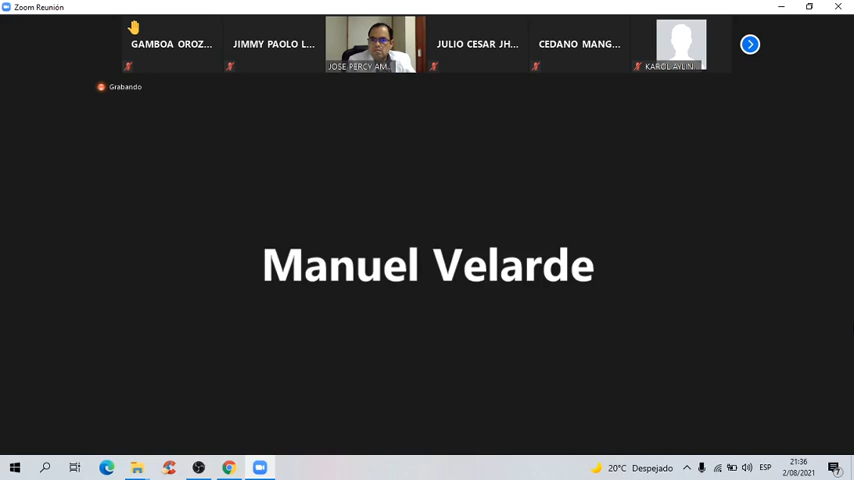 Zoom Reunión
GAMBOA OROZ...
JIMMY PAOLO L...
JOSE PERCY AM...
JULIO CESAR JH...
CEDANO MANG...
KAROL AYLIN...
Grabando
Manuel Velarde
20°C Despejado
ESP
21:36
2/08/2021